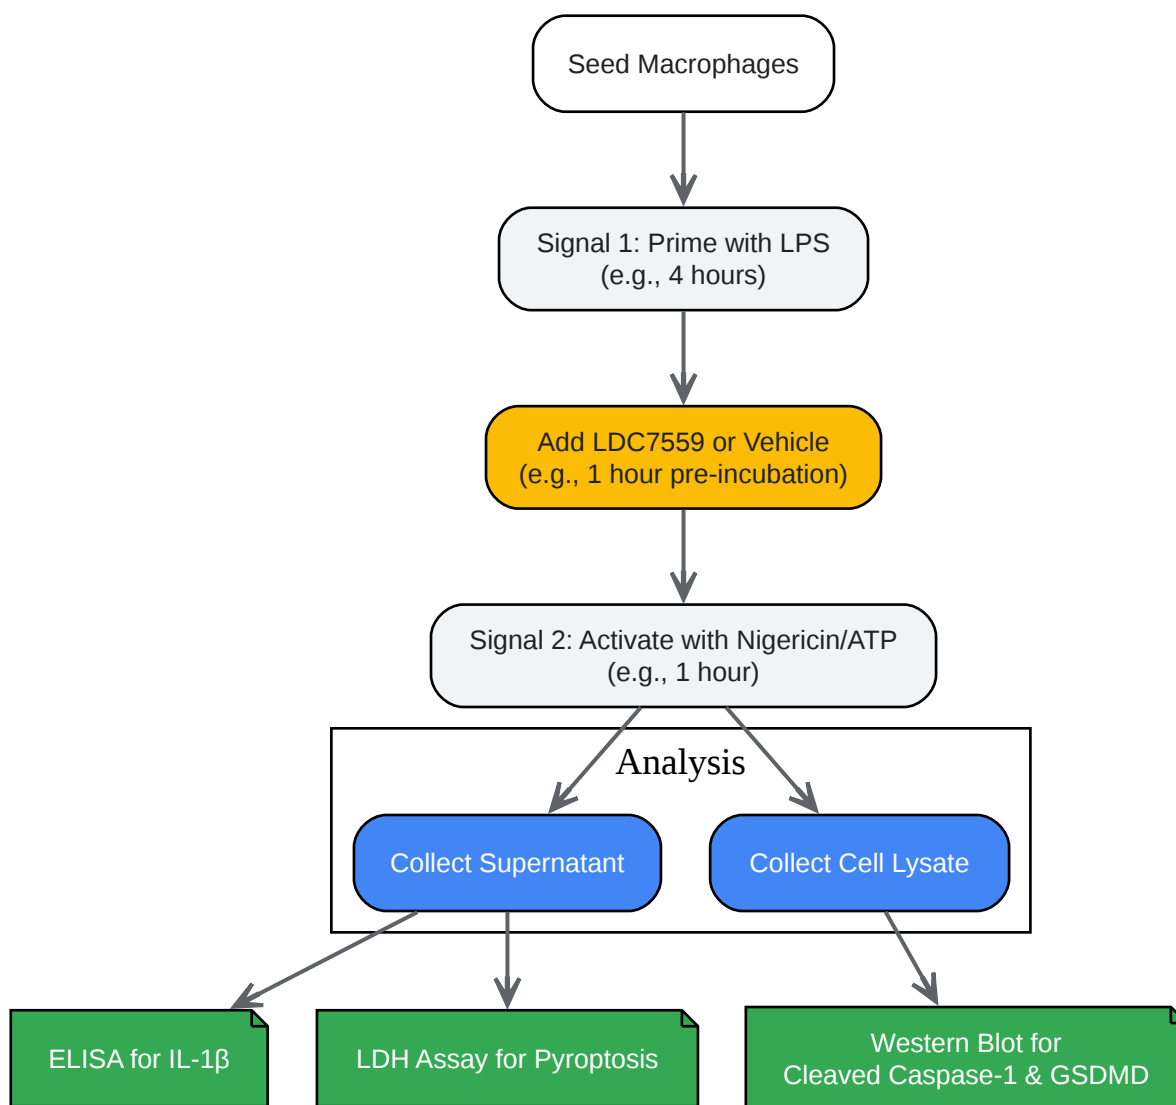 Seed Macrophages
Signal 1: Prime with LPS
(e.g., 4 hours)
Add LDC7559 or Vehicle
(e.g., 1 hour pre-incubation)
Signal 2: Activate with Nigericin/ATP
(e.g., 1 hour)
Analysis
Collect Supernatant
Collect Cell Lysate
ELISA for IL-1β
LDH Assay for Pyroptosis
Western Blot for
Cleaved Caspase-1 & GSDMD